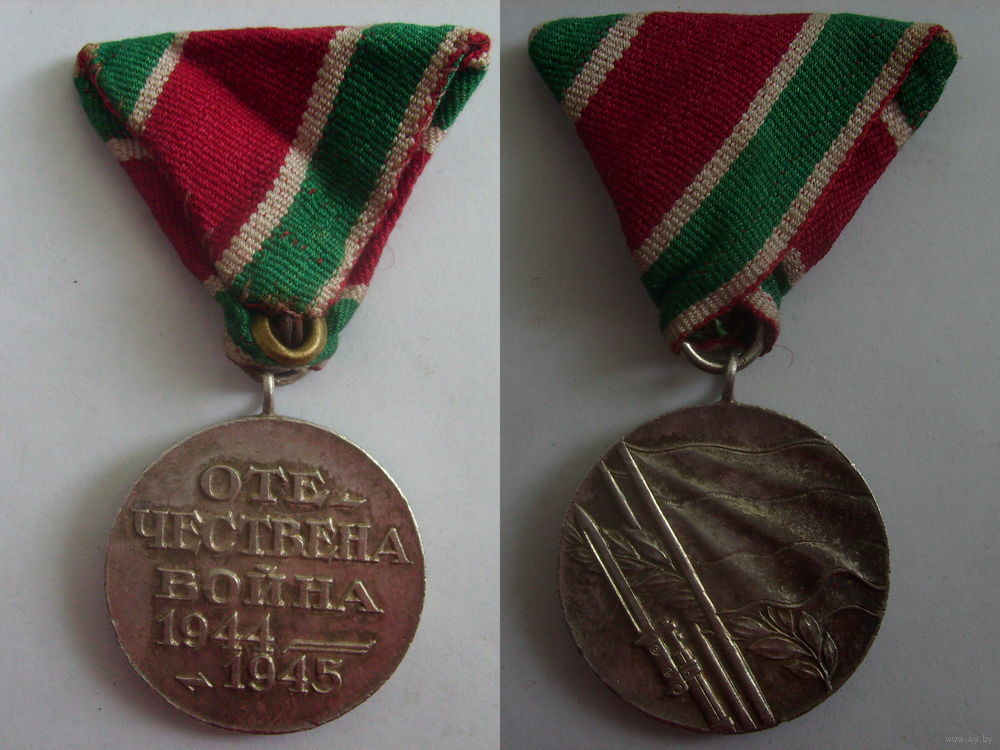 ОТЕ-
ЧЕСТВЕНА
ВОЙНА
1944 —
- 1945
www.ay.by